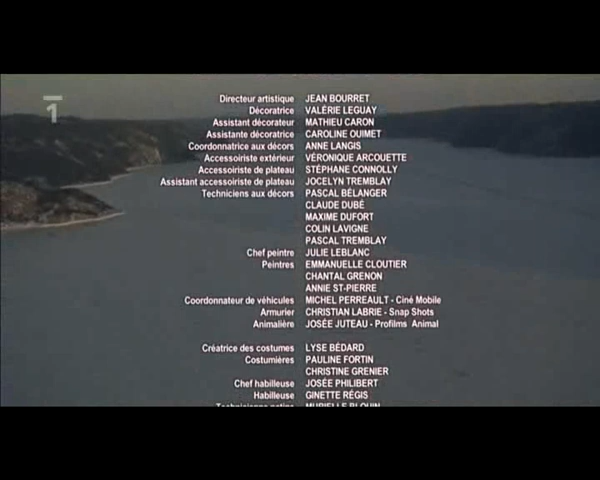 1
Directeur artistique JEAN BOURRET
Décoratrice VALÉRIE LEGUAY
Assistant décorateur MATHIEU CARON
Assistante décoratrice CAROLINE OUIMET
Coordonnatrice aux décors ANNE LANGIS
Accessoiriste extérieur VÉRONIQUE ARCOUETTE
Accessoiriste de plateau STÉPHANE CONNOLLY
Assistant accessoiriste de plateau JOCELYN TREMBLAY
Techniciens aux décors PASCAL BÉLANGER
CLAUDE DUBÉ
MAXIME DUFORT
COLIN LAVIGNE
PASCAL TREMBLAY
Chef peintre JULIE LEBLANC
Peintres EMMANUELLE CLOUTIER
CHANTAL GRENON
ANNIE ST-PIERRE
Coordonnateur de véhicules MICHEL PERREAULT - Ciné Mobile
Armurier CHRISTIAN LABRIE - Snap Shots
Animalière JOSÉE JUTEAU - Profilms Animal
Créatrice des costumes LYSE BÉDARD
Costumières PAULINE FORTIN
CHRISTINE GRENIER
Chef habilleuse JOSÉE PHILIBERT
Habilleuse GINETTE RÉGIS